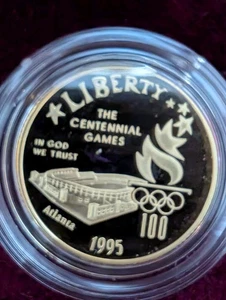 LIBERTY
THE
CENTENNIAL
GAMES
IN GOD
WE TRUST
Atlanta
100
1995